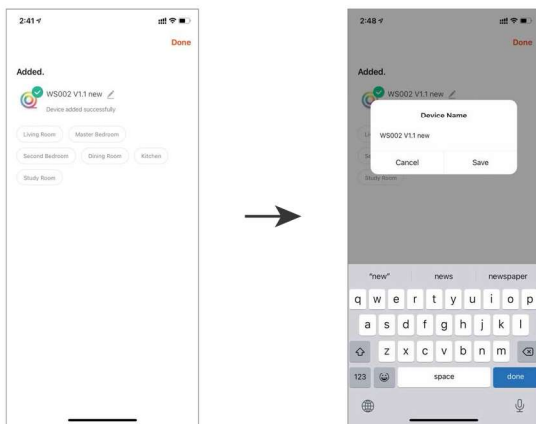 2:41
Done
Added.
WS002 V1.1 new
Device added successfully
Living Room Master Bedroom
Second Bedroom Dining Room Kitchen
Study Room
2:48
Done
Added.
WS002 V1.1 new
Device Name
WS002 V1.1 new
Cancel Save
Study Room
"new" news newspaper
q w e r t y u i o p
a s d f g h j k l
z x c v b n m
123 space done